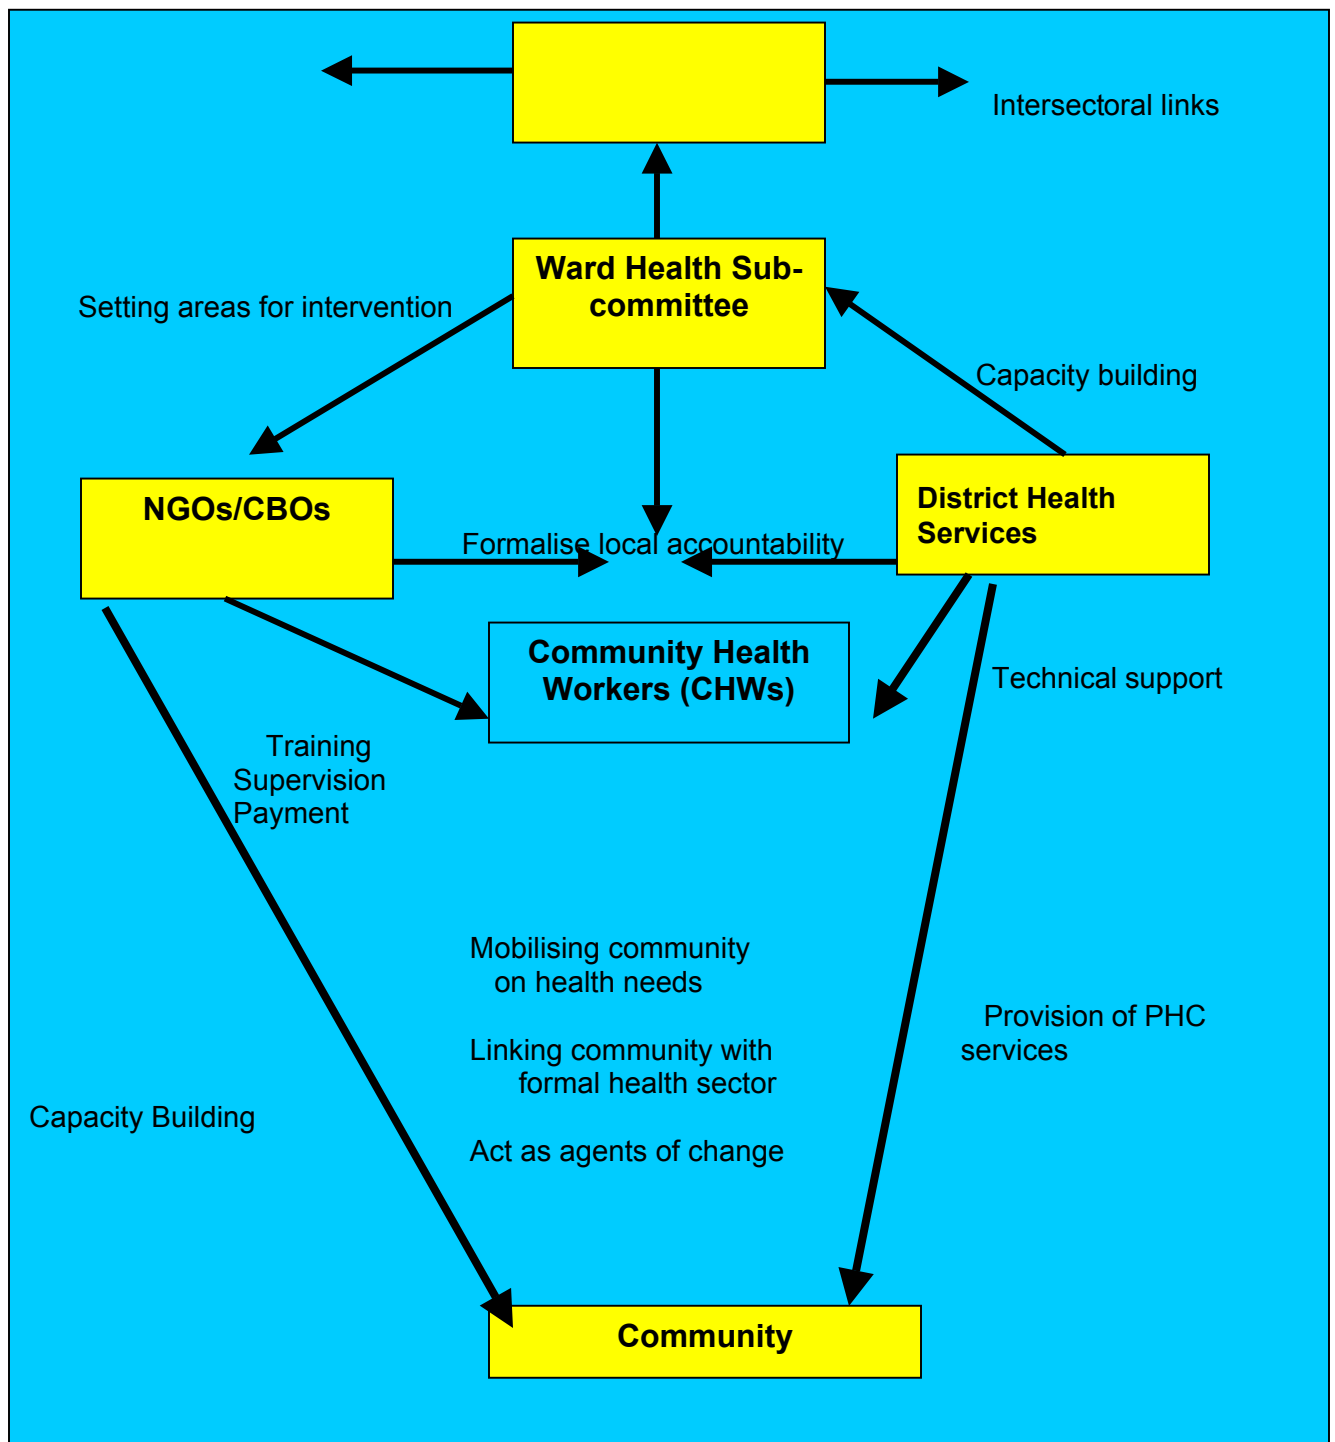 Intersectoral links
Ward Health Sub-
committee
Setting areas for intervention
Capacity building
NGOs/CBOs
District Health
Services
Formalise local accountability
Community Health
Workers (CHWs)
Technical support
Training
Supervision
Payment
Mobilising community
on health needs
Provision of PHC
services
Linking community with
formal health sector
Capacity Building
Act as agents of change
Community